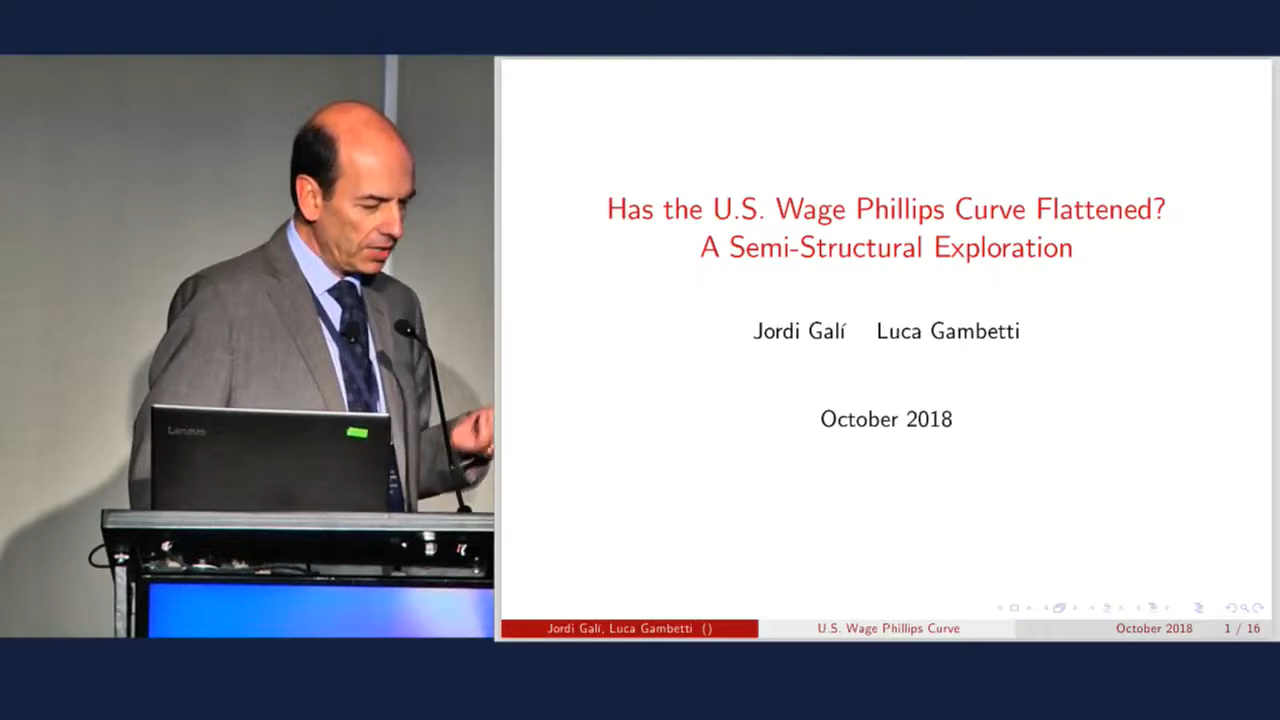 Has the U.S. Wage Phillips Curve Flattened?
A Semi-Structural Exploration
Jordi Galí Luca Gambetti
October 2018
Lenovo
Jordi Galí, Luca Gambetti ()
U.S. Wage Phillips Curve
October 2018
1 / 16